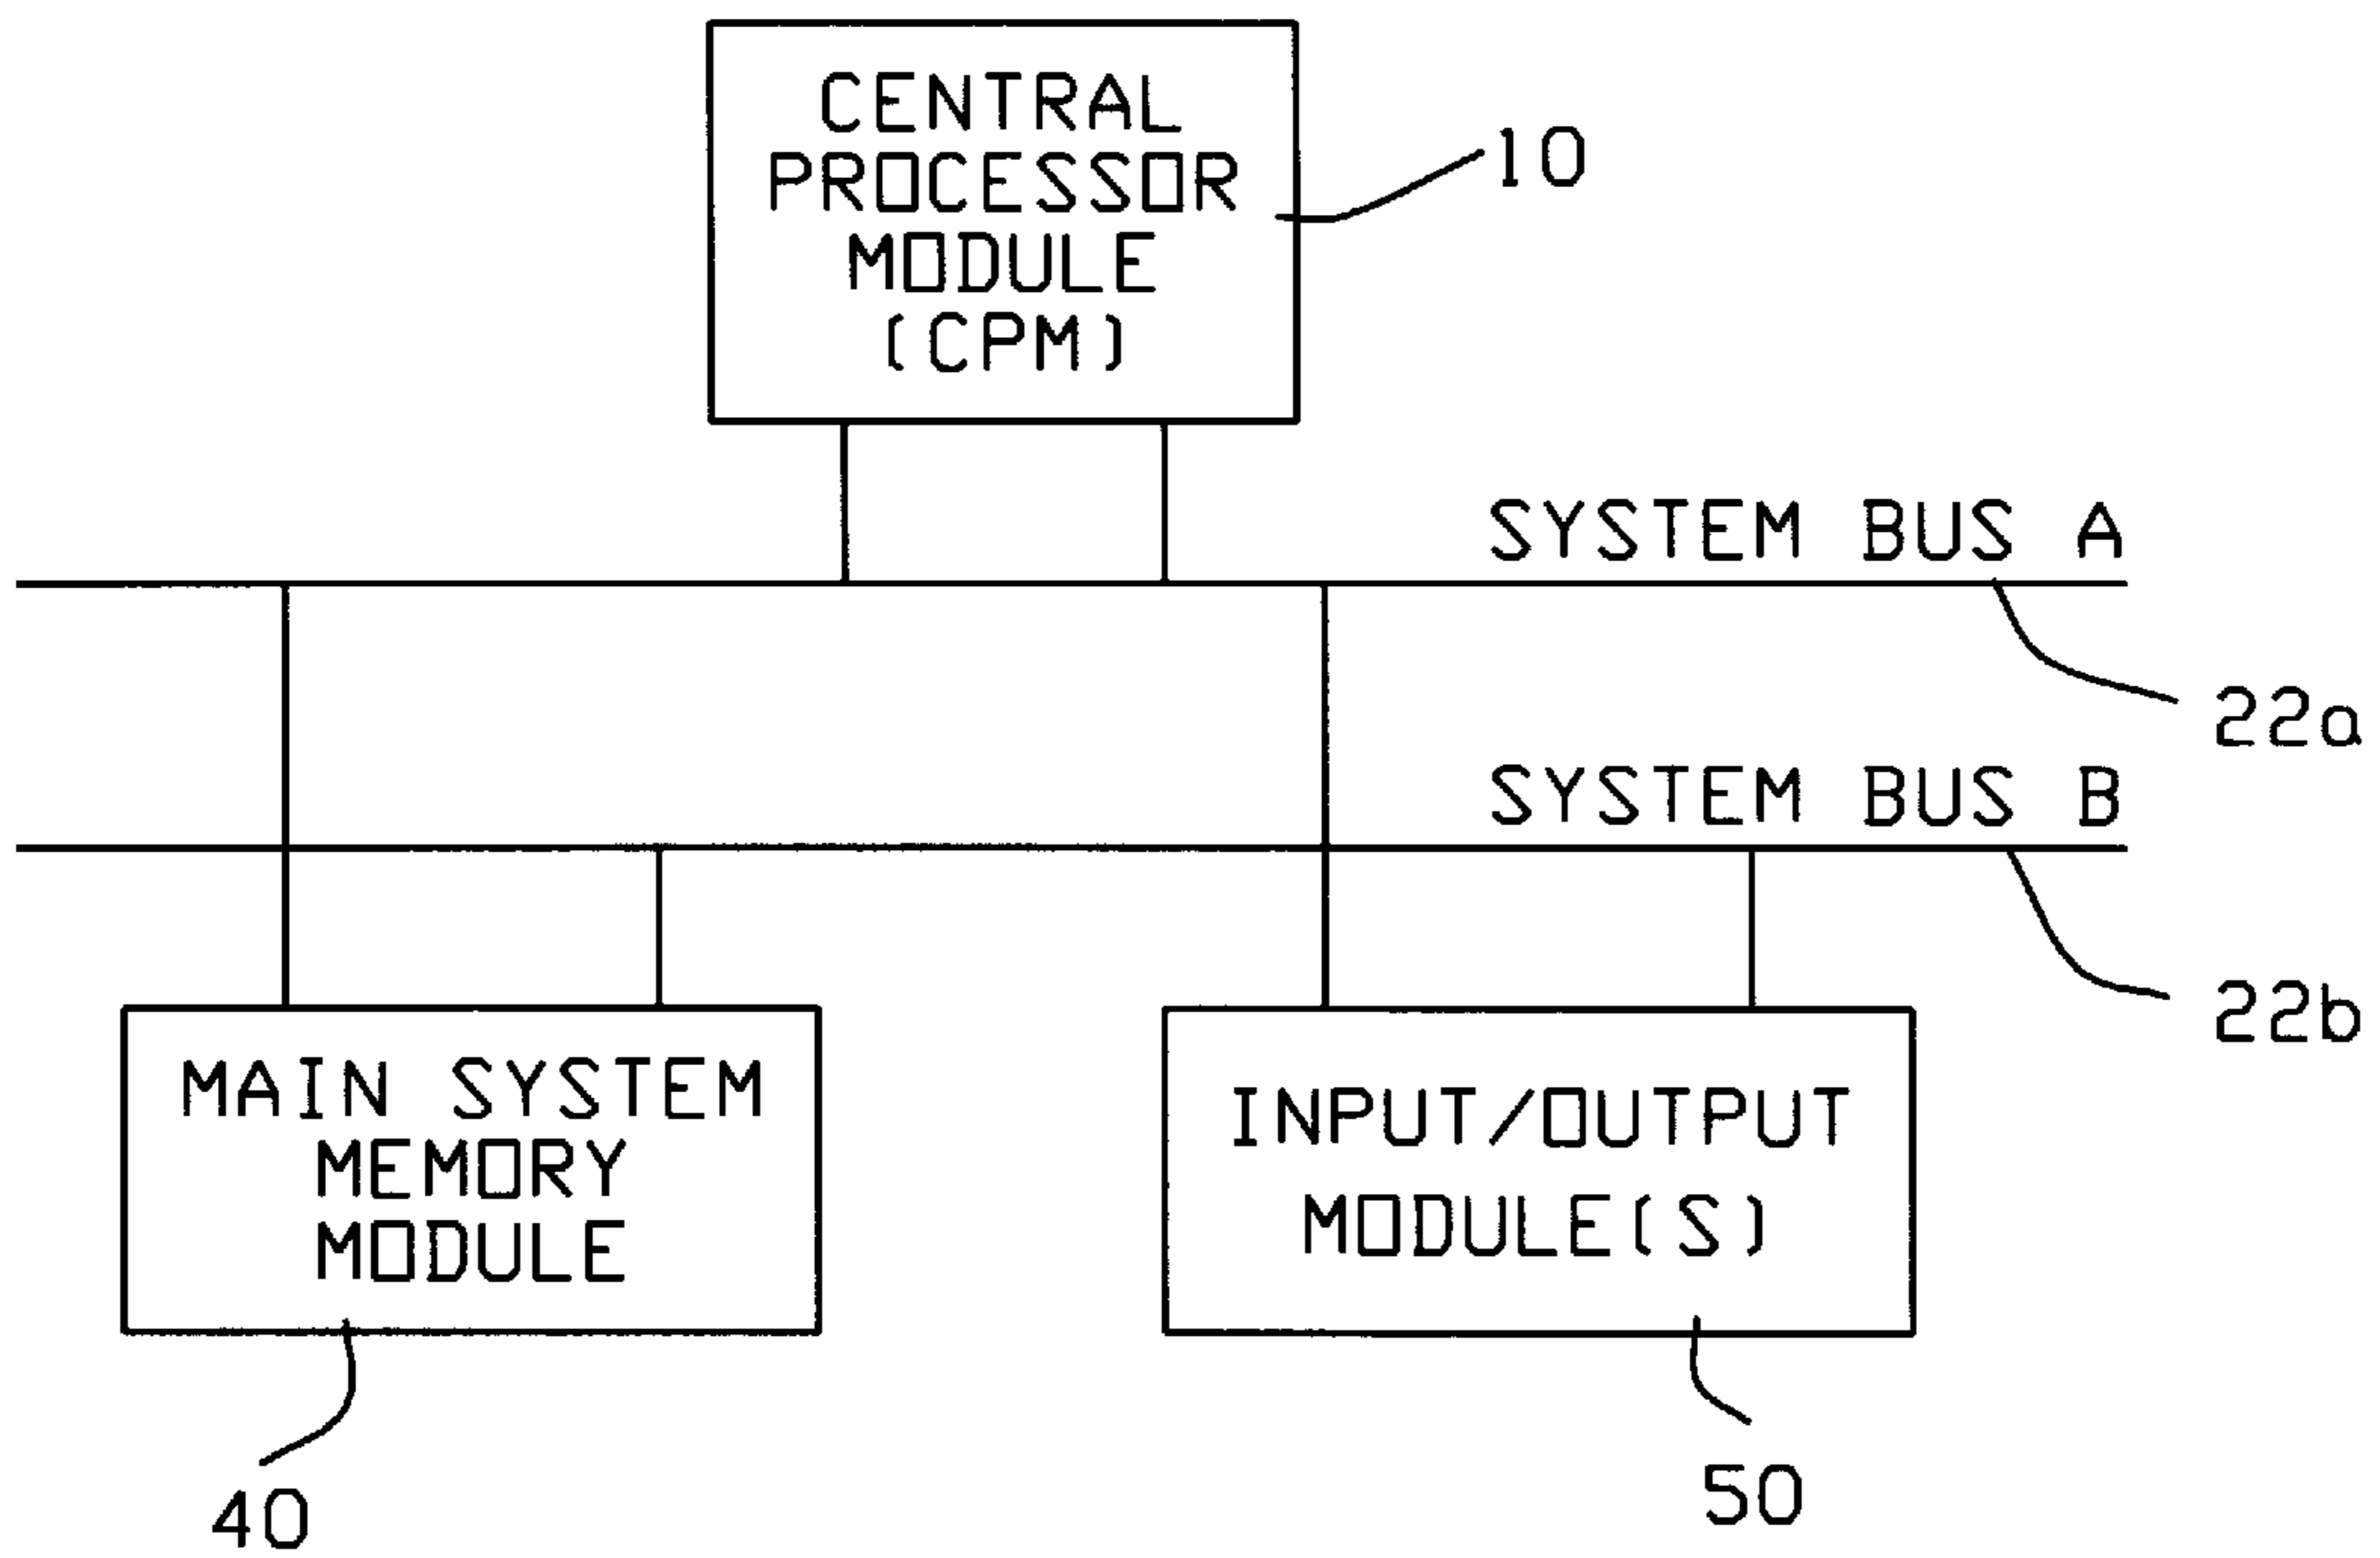 CENTRAL
PROCESSOR
MODULE
(CPM)
10
SYSTEM BUS A
22a
SYSTEM BUS B
22b
MAIN SYSTEM
MEMORY
MODULE
40
INPUT/OUTPUT
MODULE(S)
50